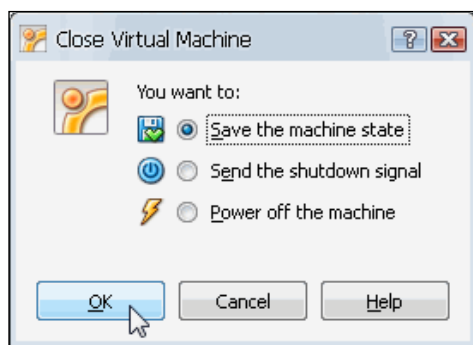 Close Virtual Machine
?
You want to:
Save the machine state
Send the shutdown signal
Power off the machine
OK Cancel Help